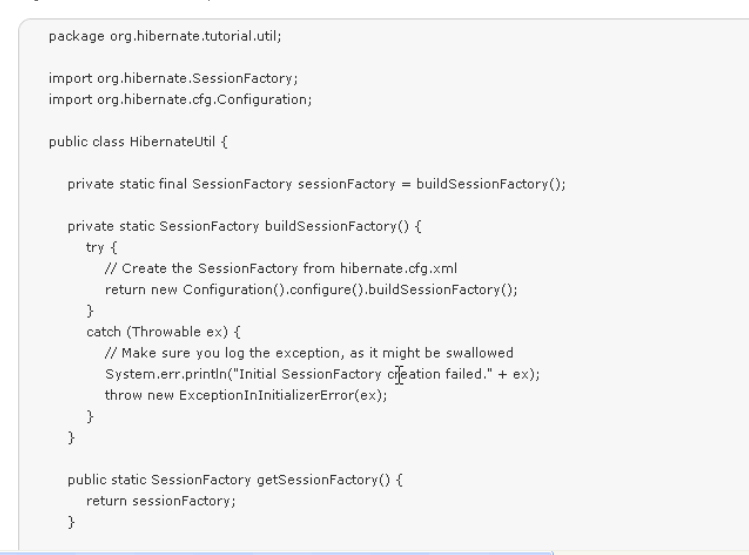 package org.hibernate.tutorial.util;
import org.hibernate.SessionFactory;
import org.hibernate.cfg.Configuration;
public class HibernateUtil {
private static final SessionFactory sessionFactory = buildSessionFactory();
private static SessionFactory buildSessionFactory() {
try {
// Create the SessionFactory from hibernate.cfg.xml
return new Configuration().configure().buildSessionFactory();
}
catch (Throwable ex) {
// Make sure you log the exception, as it might be swallowed
System.err.println("Initial SessionFactory creation failed." + ex);
throw new ExceptionInInitializerError(ex);
}
}
public static SessionFactory getSessionFactory() {
return sessionFactory;
}